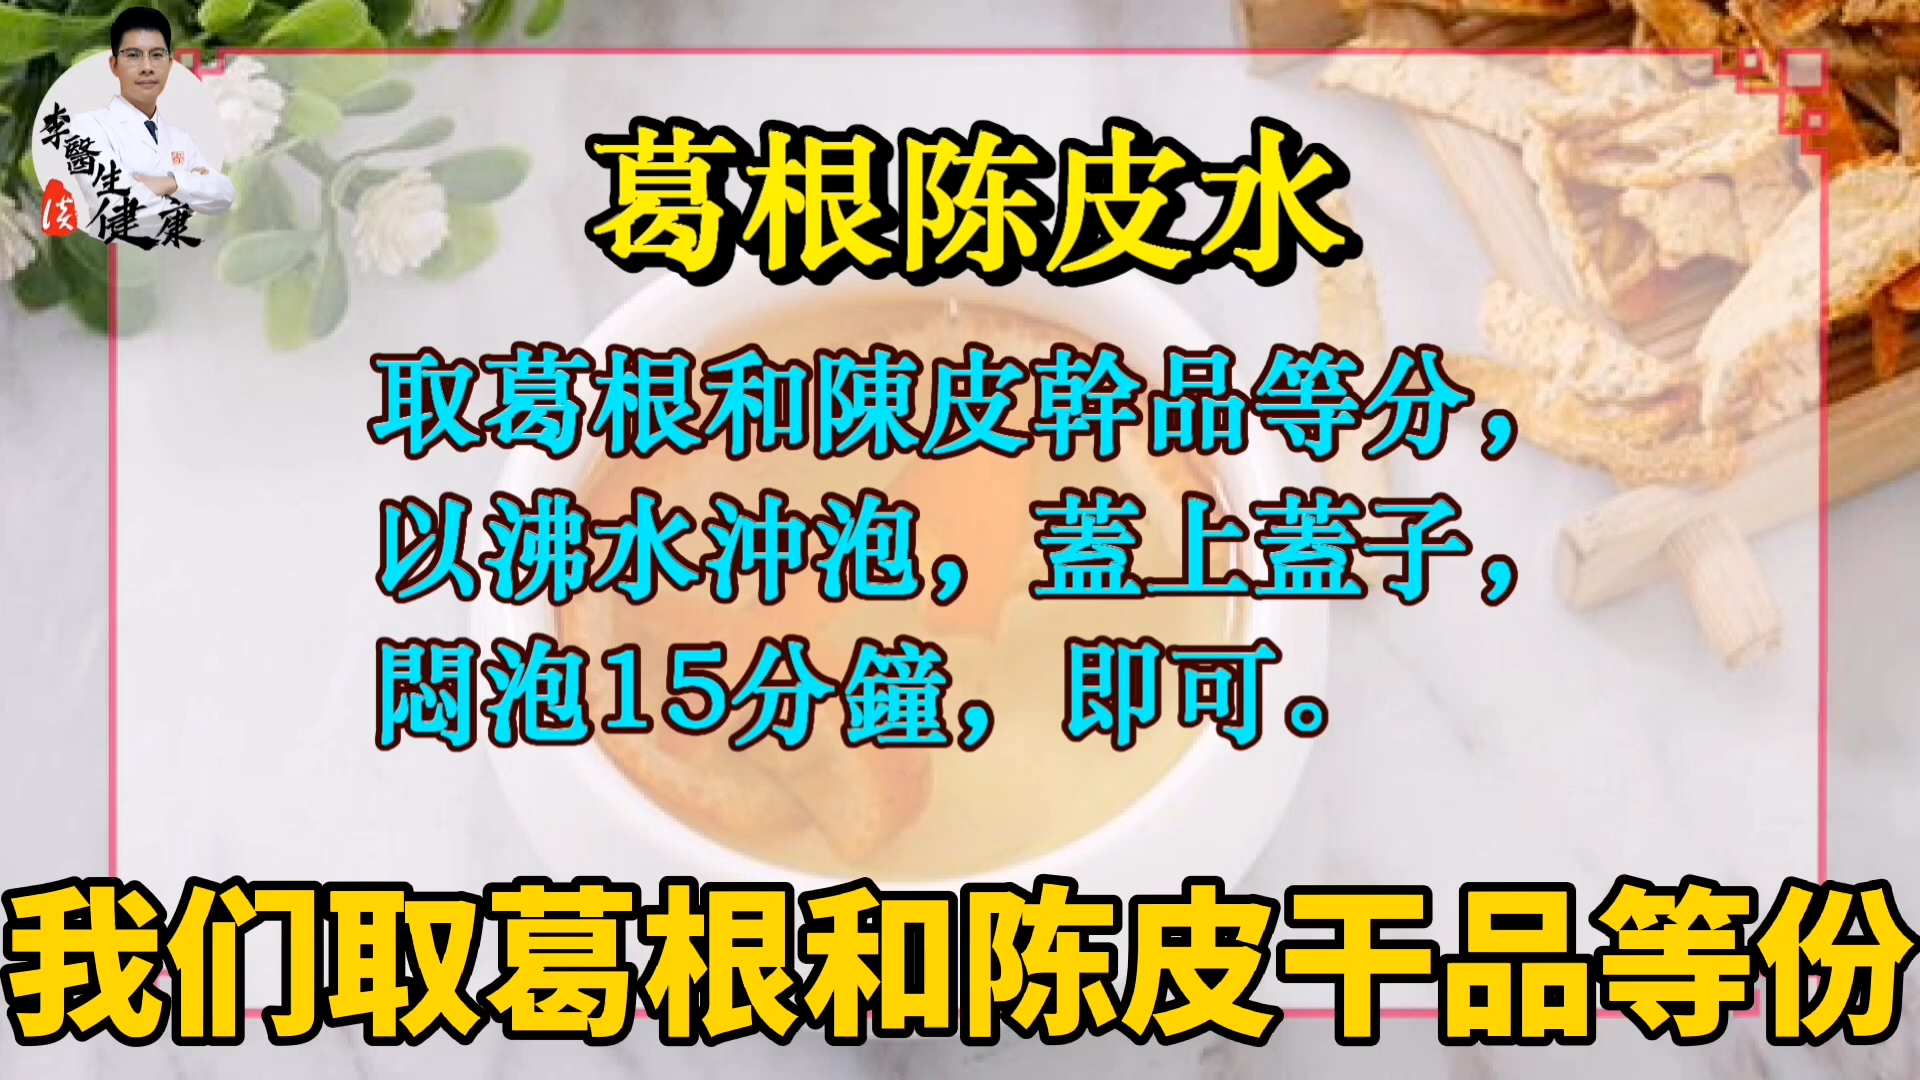 李醫生
谈健康
葛根陈皮水
取葛根和陳皮幹品等分，
以沸水沖泡，蓋上蓋子，
悶泡15分鐘，即可。
我们取葛根和陈皮干品等份